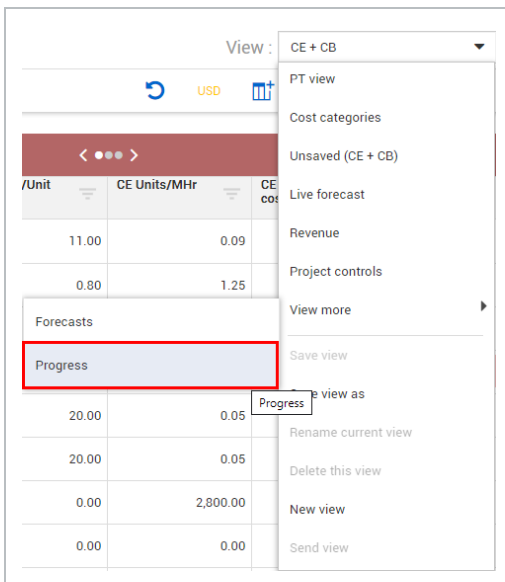 View :
CE + CB
PT view
USD
Cost categories
Unsaved (CE + CB)
/Unit
CE Units/MHr
CE
cos
Live forecast
11.00
0.09
Revenue
0.80
1.25
Project controls
View more
Forecasts
Progress
Save view
Progress
e view as
20.00
0.05
Rename current view
20.00
0.05
Delete this view
0.00
2,800.00
New view
0.00
0.00
Send view